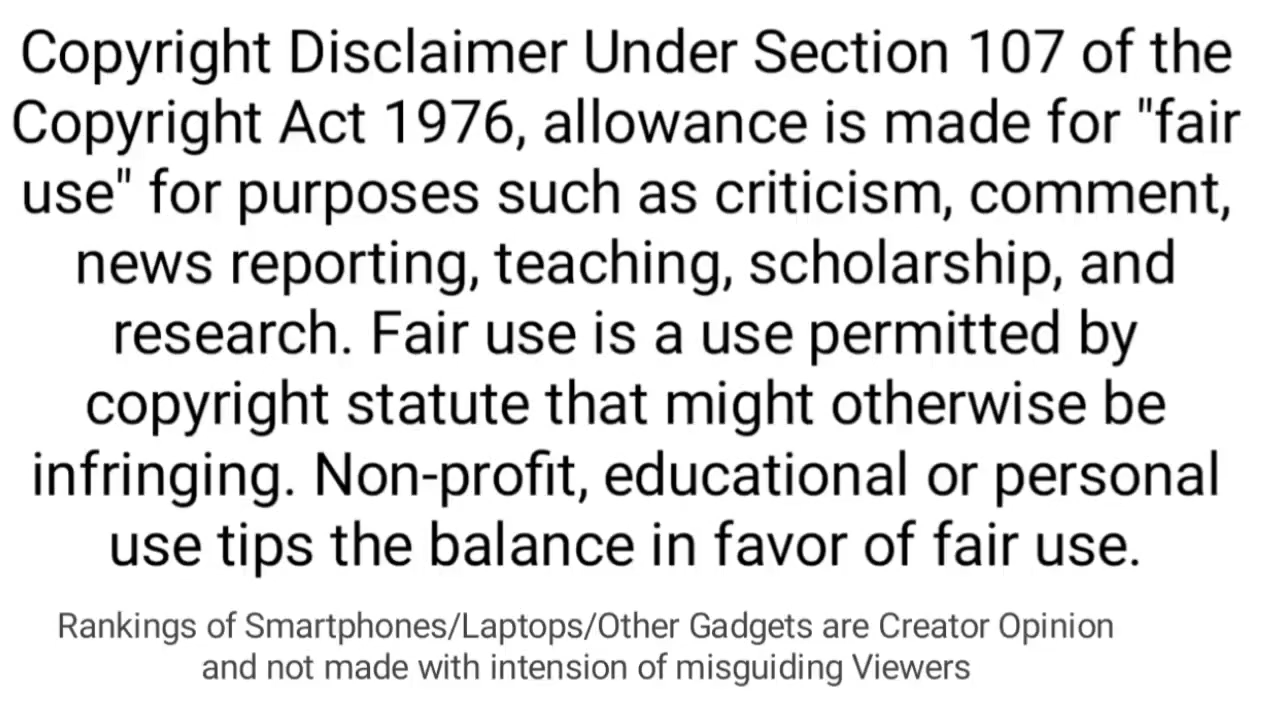 Copyright Disclaimer Under Section 107 of the
Copyright Act 1976, allowance is made for "fair
use" for purposes such as criticism, comment,
news reporting, teaching, scholarship, and
research. Fair use is a use permitted by
copyright statute that might otherwise be
infringing. Non-profit, educational or personal
use tips the balance in favor of fair use.
Rankings of Smartphones/Laptops/Other Gadgets are Creator Opinion
and not made with intension of misguiding Viewers